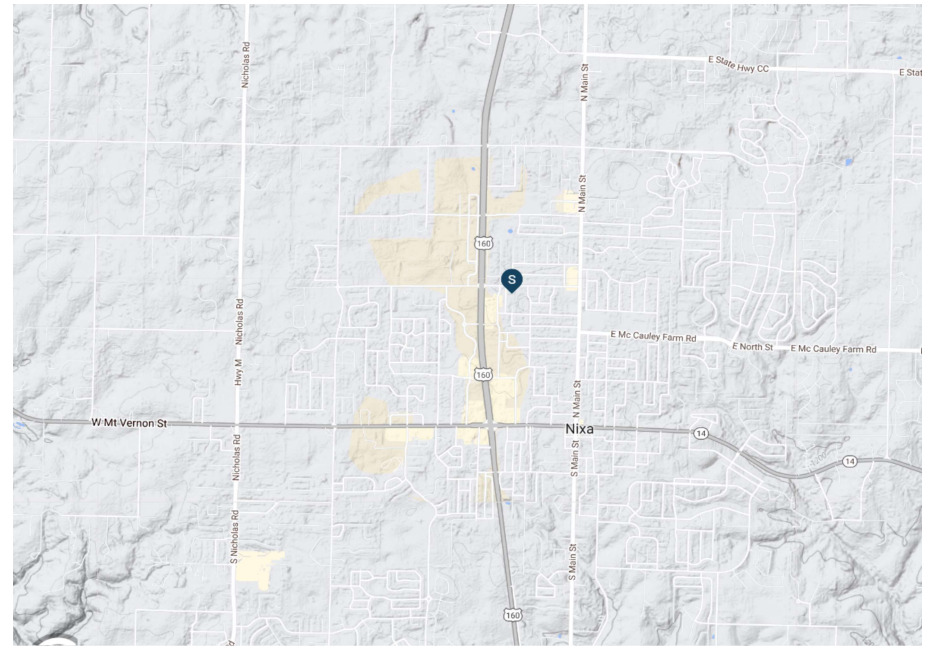 Nicholas Rd
N Main St
E State Hwy CC
E Stat
N Main St
160
S
Nicholas Rd
Hwy M
E Mc Cauley Farm Rd
E North St
E Mc Cauley Farm Rd
160
N Main St
W Mt Vernon St
Nixa
14
14
Nicholas Rd
S Main St
S Nicholas Rd
S Main St
160